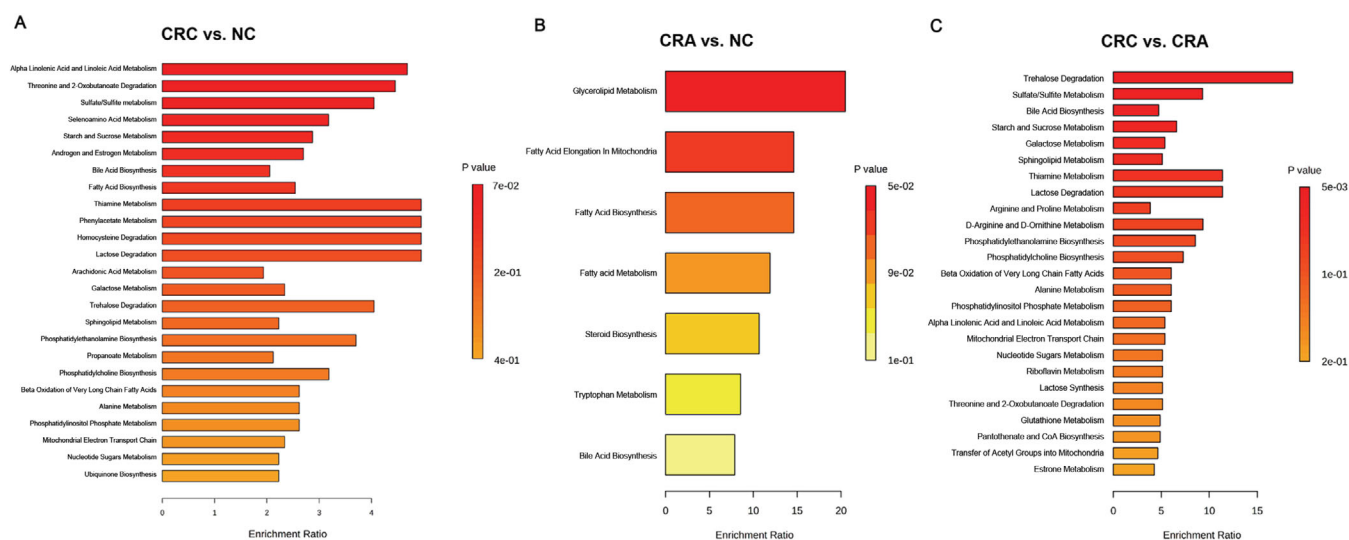 A
CRC vs. NC
Alpha Linolenic Acid and Linoleic Acid Metabolism
Threonine and 2-Oxobutanoate Degradation
Sulfate/Sulfite metabolism
Selenoamino Acid Metabolism
Starch and Sucrose Metabolism
Androgen and Estrogen Metabolism
Bile Acid Biosynthesis
Fatty Acid Biosynthesis
Thiamine Metabolism
Phenylacetate Metabolism
Homocysteine Degradation
Lactose Degradation
Arachidonic Acid Metabolism
Galactose Metabolism
Trehalose Degradation
Sphingolipid Metabolism
Phosphatidylethanolamine Biosynthesis
Propanoate Metabolism
Phosphatidylcholine Biosynthesis
Beta Oxidation of Very Long Chain Fatty Acids
Alanine Metabolism
Phosphatidylinositol Phosphate Metabolism
Mitochondrial Electron Transport Chain
Nucleotide Sugars Metabolism
Ubiquinone Biosynthesis
0 1 2 3 4
Enrichment Ratio
P value
7e-02
2e-01
4e-01
B
CRA vs. NC
Glycerolipid Metabolism
Fatty Acid Elongation In Mitochondria
Fatty Acid Biosynthesis
Fatty acid Metabolism
Steroid Biosynthesis
Tryptophan Metabolism
Bile Acid Biosynthesis
0 5 10 15 20
Enrichment Ratio
P value
5e-02
9e-02
1e-01
C
CRC vs. CRA
Trehalose Degradation
Sulfate/Sulfite Metabolism
Bile Acid Biosynthesis
Starch and Sucrose Metabolism
Galactose Metabolism
Sphingolipid Metabolism
Thiamine Metabolism
Lactose Degradation
Arginine and Proline Metabolism
D-Arginine and D-Ornithine Metabolism
Phosphatidylethanolamine Biosynthesis
Phosphatidylcholine Biosynthesis
Beta Oxidation of Very Long Chain Fatty Acids
Alanine Metabolism
Phosphatidylinositol Phosphate Metabolism
Alpha Linolenic Acid and Linoleic Acid Metabolism
Mitochondrial Electron Transport Chain
Nucleotide Sugars Metabolism
Riboflavin Metabolism
Lactose Synthesis
Threonine and 2-Oxobutanoate Degradation
Glutathione Metabolism
Pantothenate and CoA Biosynthesis
Transfer of Acetyl Groups into Mitochondria
Estrone Metabolism
0 5 10 15
Enrichment Ratio
P value
5e-03
1e-01
2e-01